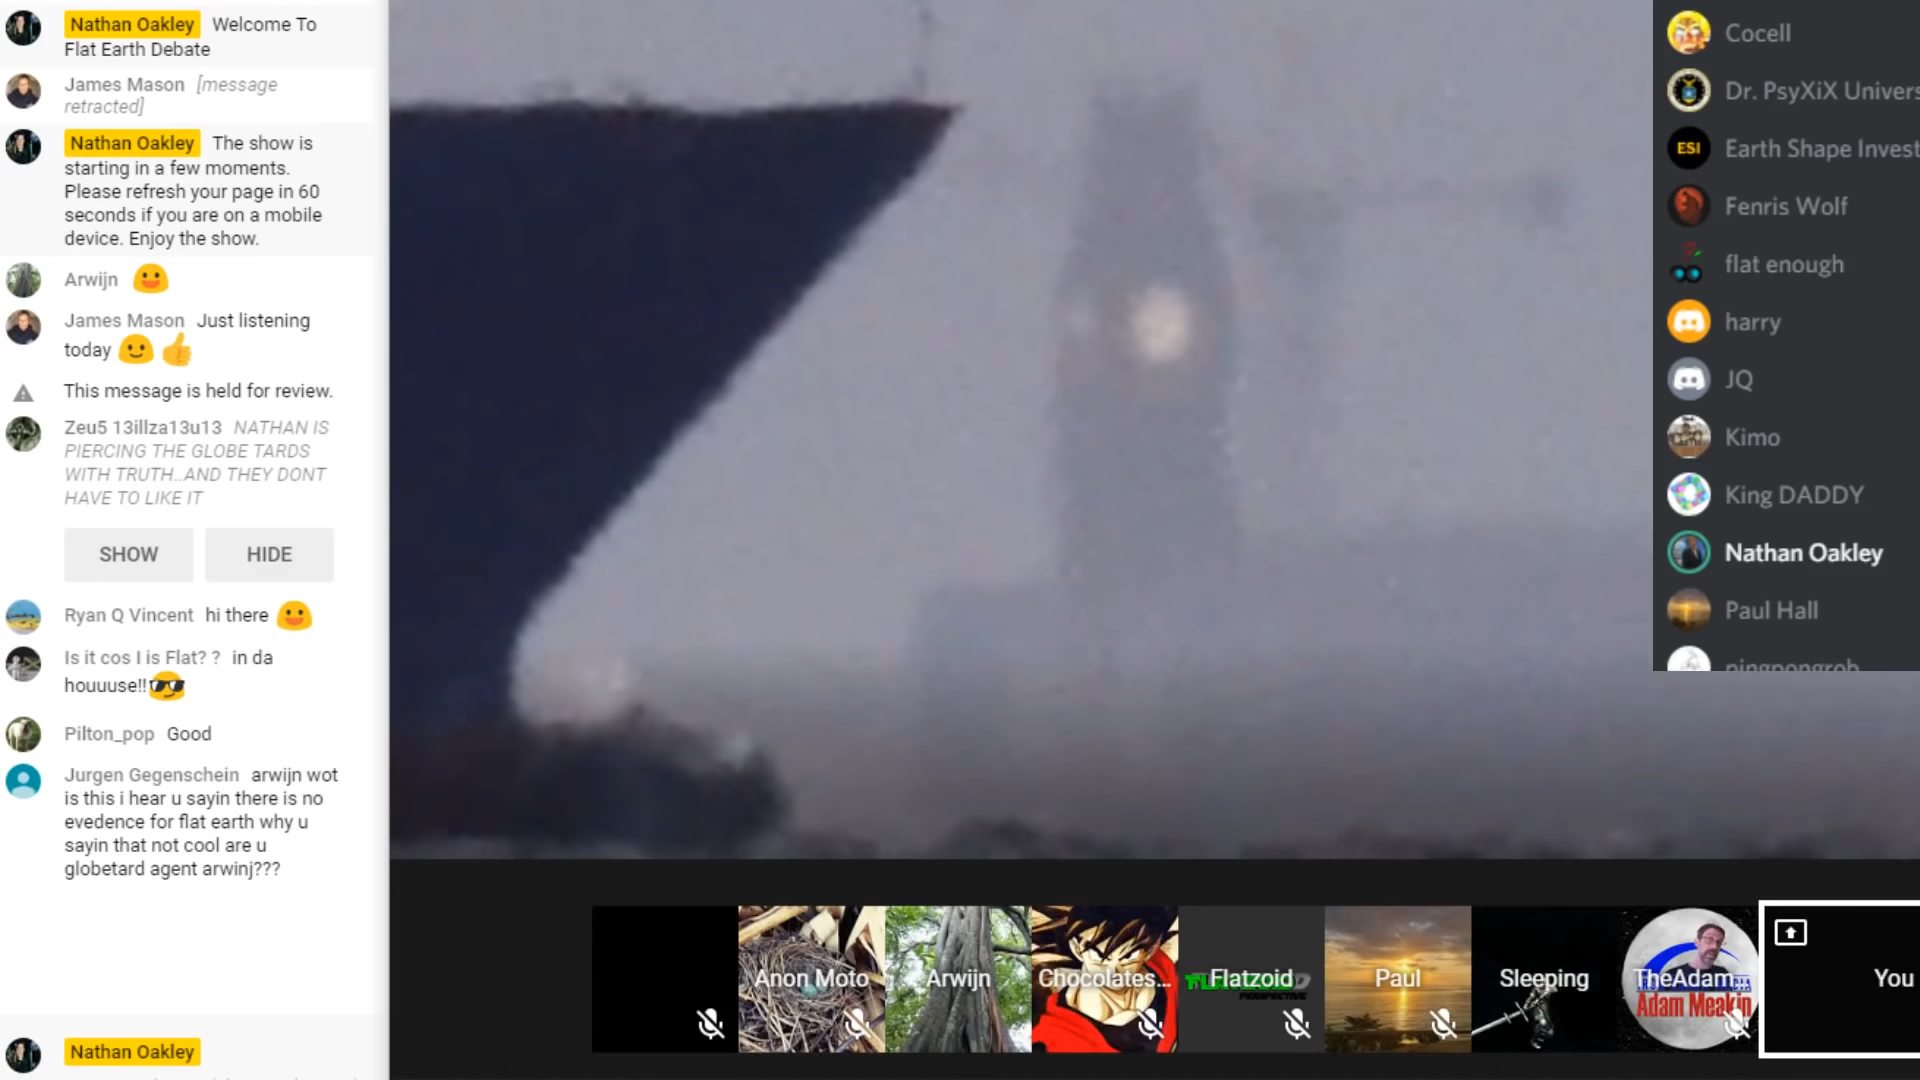 Nathan Oakley Welcome To
Flat Earth Debate
James Mason [message
retracted]
Nathan Oakley The show is
starting in a few moments.
Please refresh your page in 60
seconds if you are on a mobile
device. Enjoy the show.
Arwijn
James Mason Just listening
today
This message is held for review.
Zeu5 13illza13u13 NATHAN IS
PIERCING THE GLOBE TARDS
WITH TRUTH..AND THEY DONT
HAVE TO LIKE IT
SHOW HIDE
Ryan Q Vincent hi there
Is it cos I is Flat? ? in da
houuuse!!
Pilton_pop Good
Jurgen Gegenschein arwijn wot
is this i hear u sayin there is no
evedence for flat earth why u
sayin that not cool are u
globetard agent arwinj???
Nathan Oakley
Cocell
Dr. PsyXiX Univers
ESI Earth Shape Invest
Fenris Wolf
flat enough
harry
JQ
Kimo
King DADDY
Nathan Oakley
Paul Hall
pingpongrob
Anon Moto
Arwijn
Chocolates...
Flatzoid
PERSPECTIVE
Paul
Sleeping
TheAdam...
Adam Meakin
You